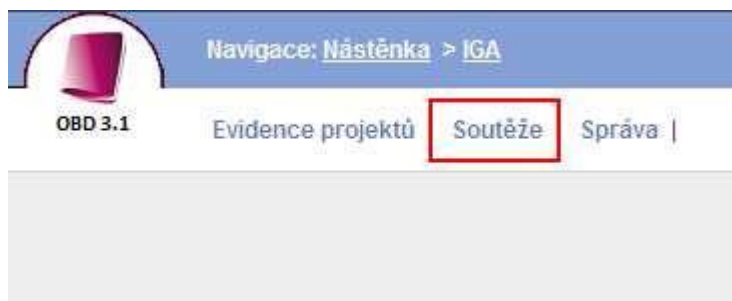 Navigace: Nástěnka > IGA
OBD 3.1
Evidence projektů Soutěže Správa |